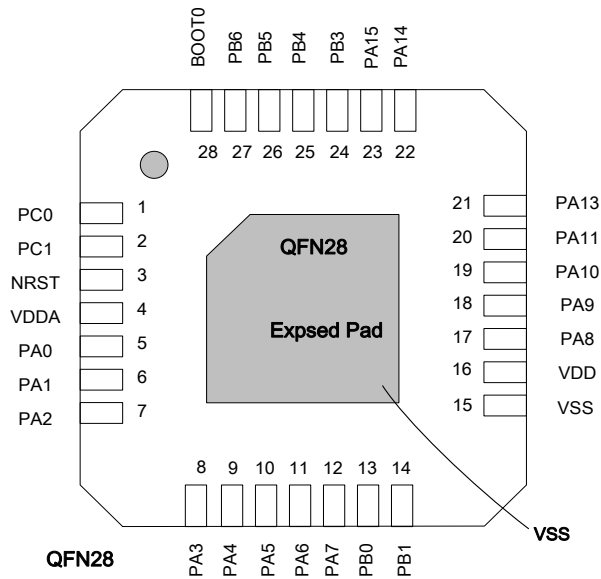 BOOT0
PB6
PB5
PB4
PB3
PA15
PA14
28
27
26
25
24
23
22
PC0
1
PC1
2
NRST
3
VDDA
4
PA0
5
PA1
6
PA2
7
QFN28
Expsed Pad
21
PA13
20
PA11
19
PA10
18
PA9
17
PA8
16
VDD
15
VSS
8
9
10
11
12
13
14
PA3
PA4
PA5
PA6
PA7
PB0
PB1
VSS
QFN28